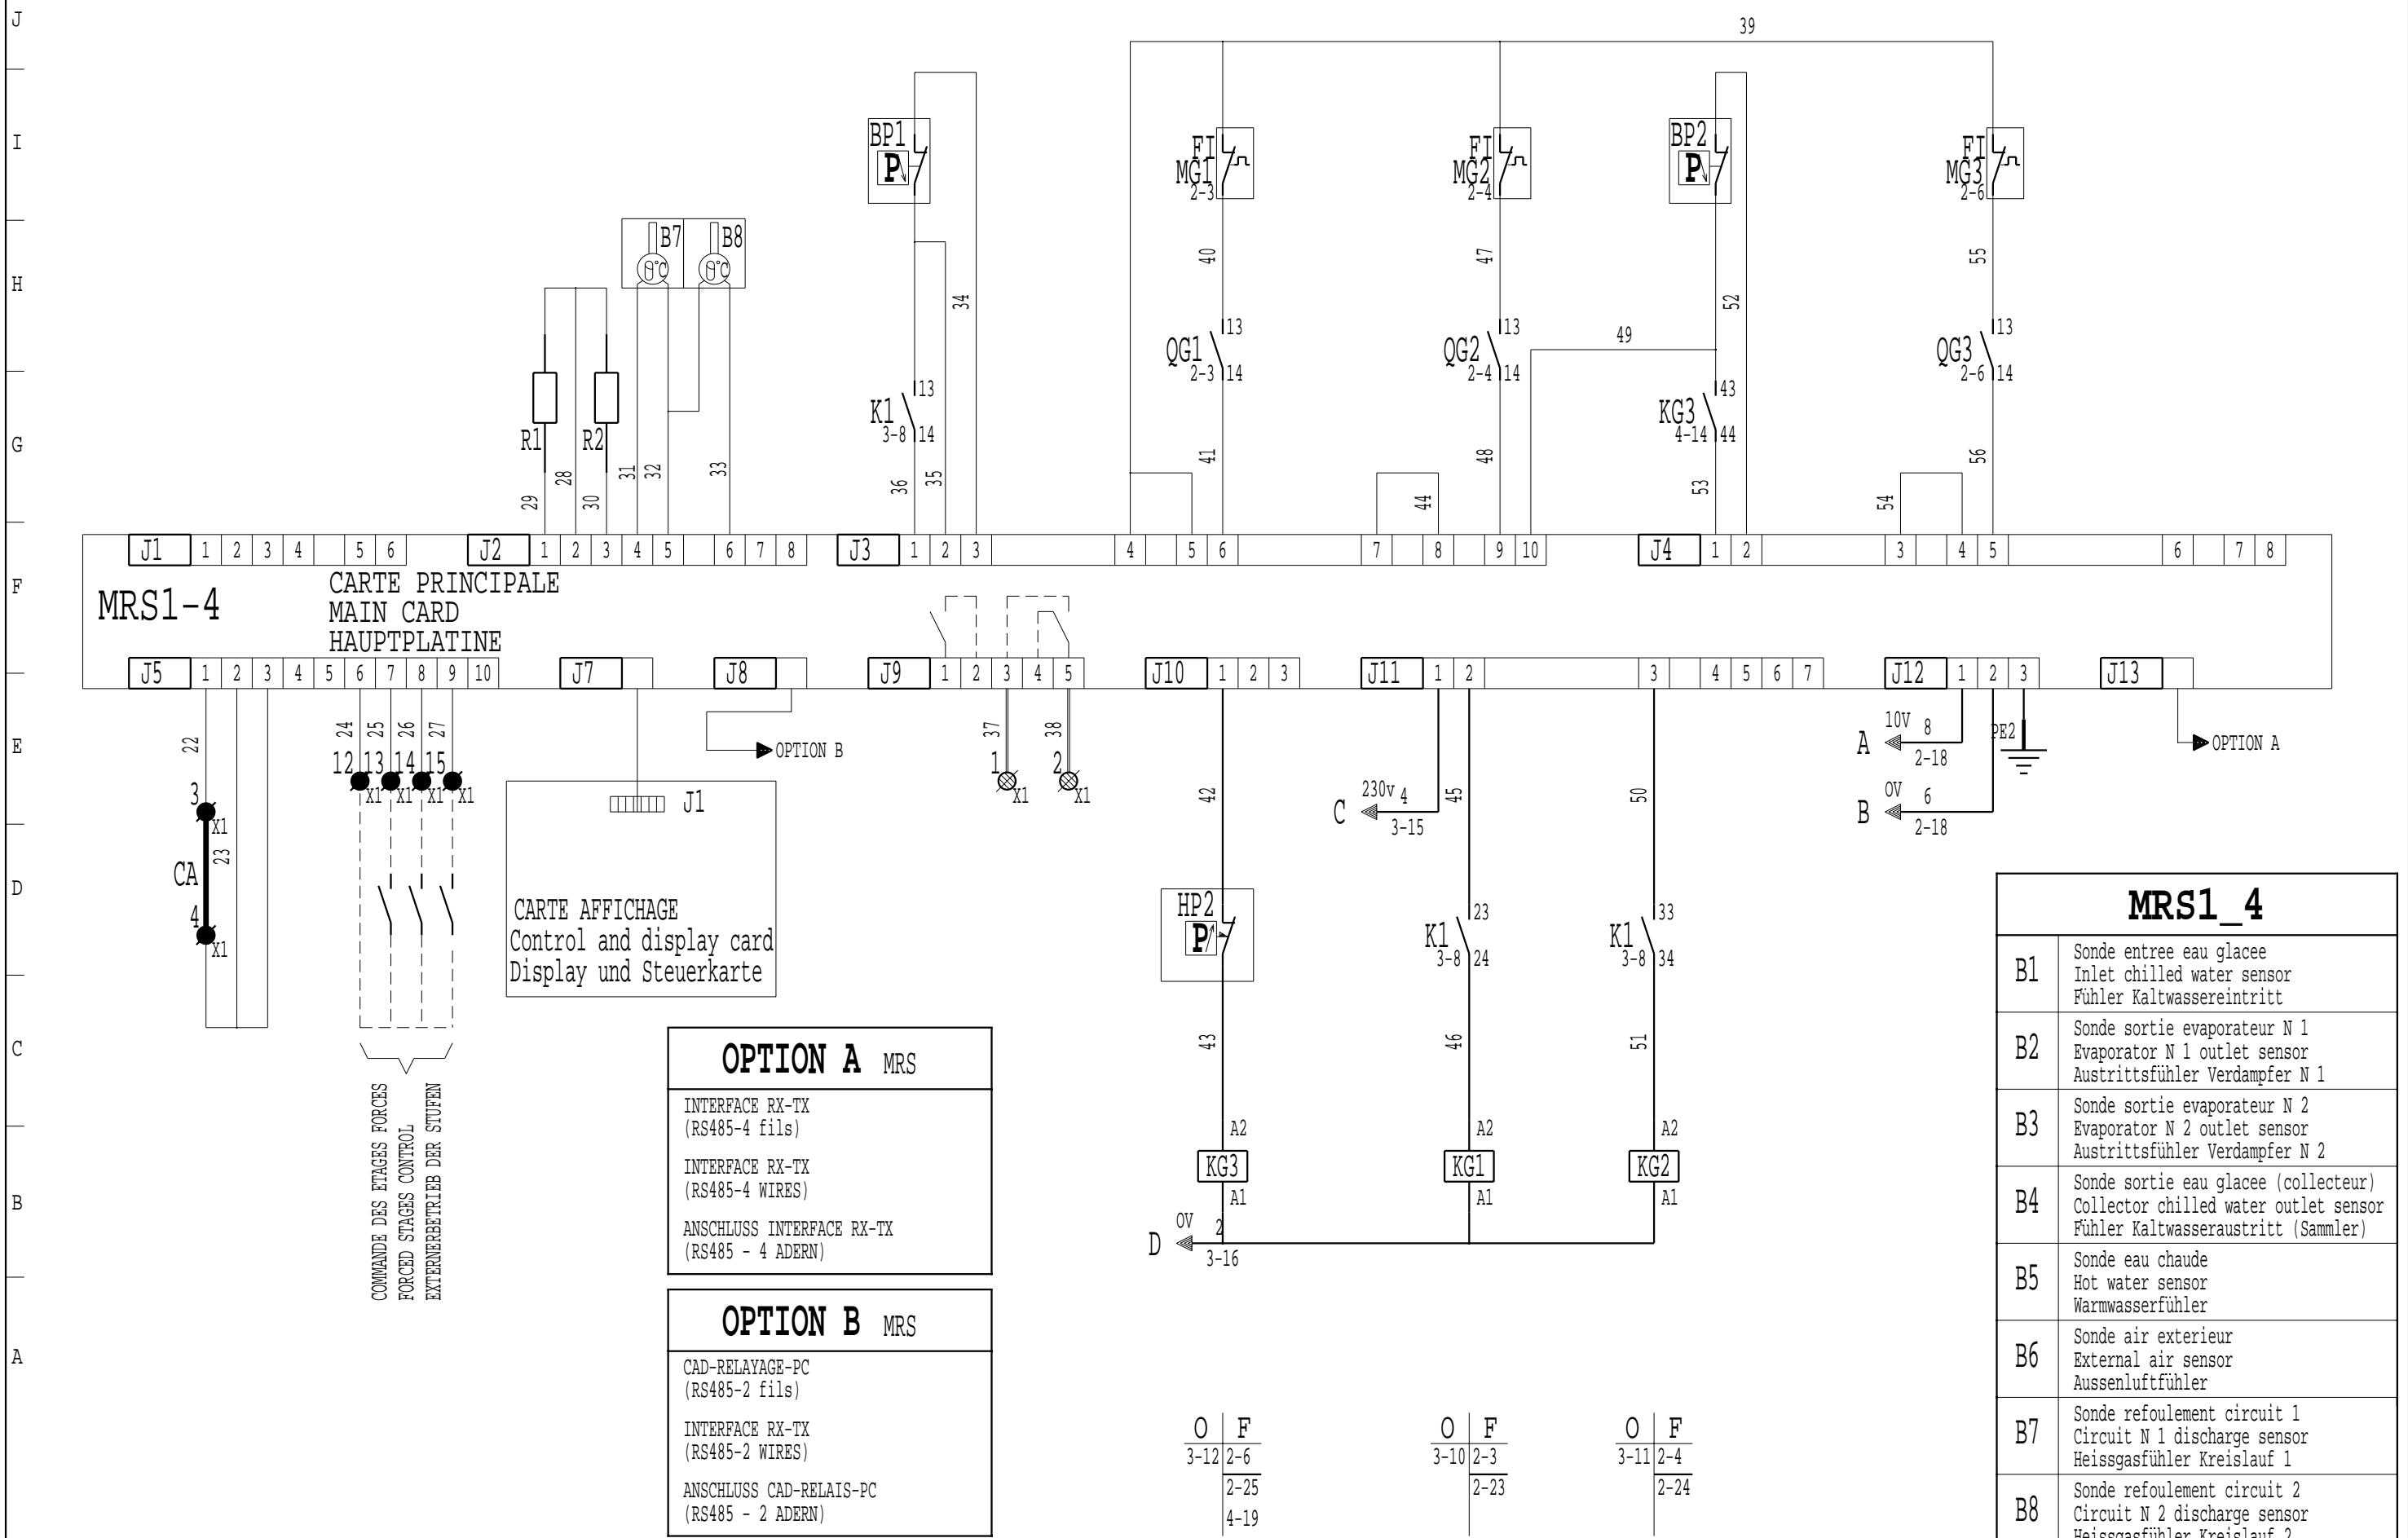 J
39
I
BP1
P
FI
MG1
2-3
FI
MG2
2-4
BP2
P
FI
MG3
2-6
B7
B8
θ°C
θ°C
H
34
40
47
52
55
13
QG1
2-3 14
13
QG2
2-4 14
49
13
QG3
2-6 14
13
K1
3-8 14
43
KG3
4-14 44
G
R1
R2
29
28
30
31
32
33
36
35
41
44
48
53
54
56
J1 1 2 3 4 5 6
J2 1 2 3 4 5 6 7 8
J3 1 2 3 4 5 6 7 8 9 10
J4 1 2 3 4 5 6 7 8
F
MRS1-4
CARTE PRINCIPALE
MAIN CARD
HAUPTPLATINE
J5 1 2 3 4 5 6 7 8 9 10
J7
J8
J9 1 2 3 4 5
J10 1 2 3
J11 1 2 3 4 5 6 7
J12 1 2 3
J13
E
22
24
25
26
27
12 13 14 15
X1 X1 X1 X1
OPTION B
37
38
1
X1
2
X1
42
C
230v 4
3-15
45
50
A
10V 8
2-18
PE2
B
0V 6
2-18
OPTION A
3
X1
23
CA
4
X1
D
J1
CARTE AFFICHAGE
Control and display card
Display und Steuerkarte
HP2
P
23
K1
3-8 24
33
K1
3-8 34
C
43
46
51
COMMANDE DES ETAGES FORCES
FORCED STAGES CONTROL
EXTERNERBETRIEB DER STUFEN
OPTION A MRS
INTERFACE RX-TX
(RS485-4 fils)
INTERFACE RX-TX
(RS485-4 WIRES)
ANSCHLUSS INTERFACE RX-TX
(RS485 - 4 ADERN)
B
A2
KG3
A1
A2
KG1
A1
A2
KG2
A1
D
0V 2
3-16
OPTION B MRS
CAD-RELAYAGE-PC
(RS485-2 fils)
INTERFACE RX-TX
(RS485-2 WIRES)
ANSCHLUSS CAD-RELAIS-PC
(RS485 - 2 ADERN)
A
O F
3-12 2-6
2-25
4-19
O F
3-10 2-3
2-23
O F
3-11 2-4
2-24
MRS1_4
B1
Sonde entree eau glacee
Inlet chilled water sensor
Fühler Kaltwassereintritt
B2
Sonde sortie evaporateur N 1
Evaporator N 1 outlet sensor
Austrittsfühler Verdampfer N 1
B3
Sonde sortie evaporateur N 2
Evaporator N 2 outlet sensor
Austrittsfühler Verdampfer N 2
B4
Sonde sortie eau glacee (collecteur)
Collector chilled water outlet sensor
Fühler Kaltwasseraustritt (Sammler)
B5
Sonde eau chaude
Hot water sensor
Warmwasserfühler
B6
Sonde air exterieur
External air sensor
Aussenluftfühler
B7
Sonde refoulement circuit 1
Circuit N 1 discharge sensor
Heissgasfühler Kreislauf 1
B8
Sonde refoulement circuit 2
Circuit N 2 discharge sensor
Heissgasfühler Kreislauf 2